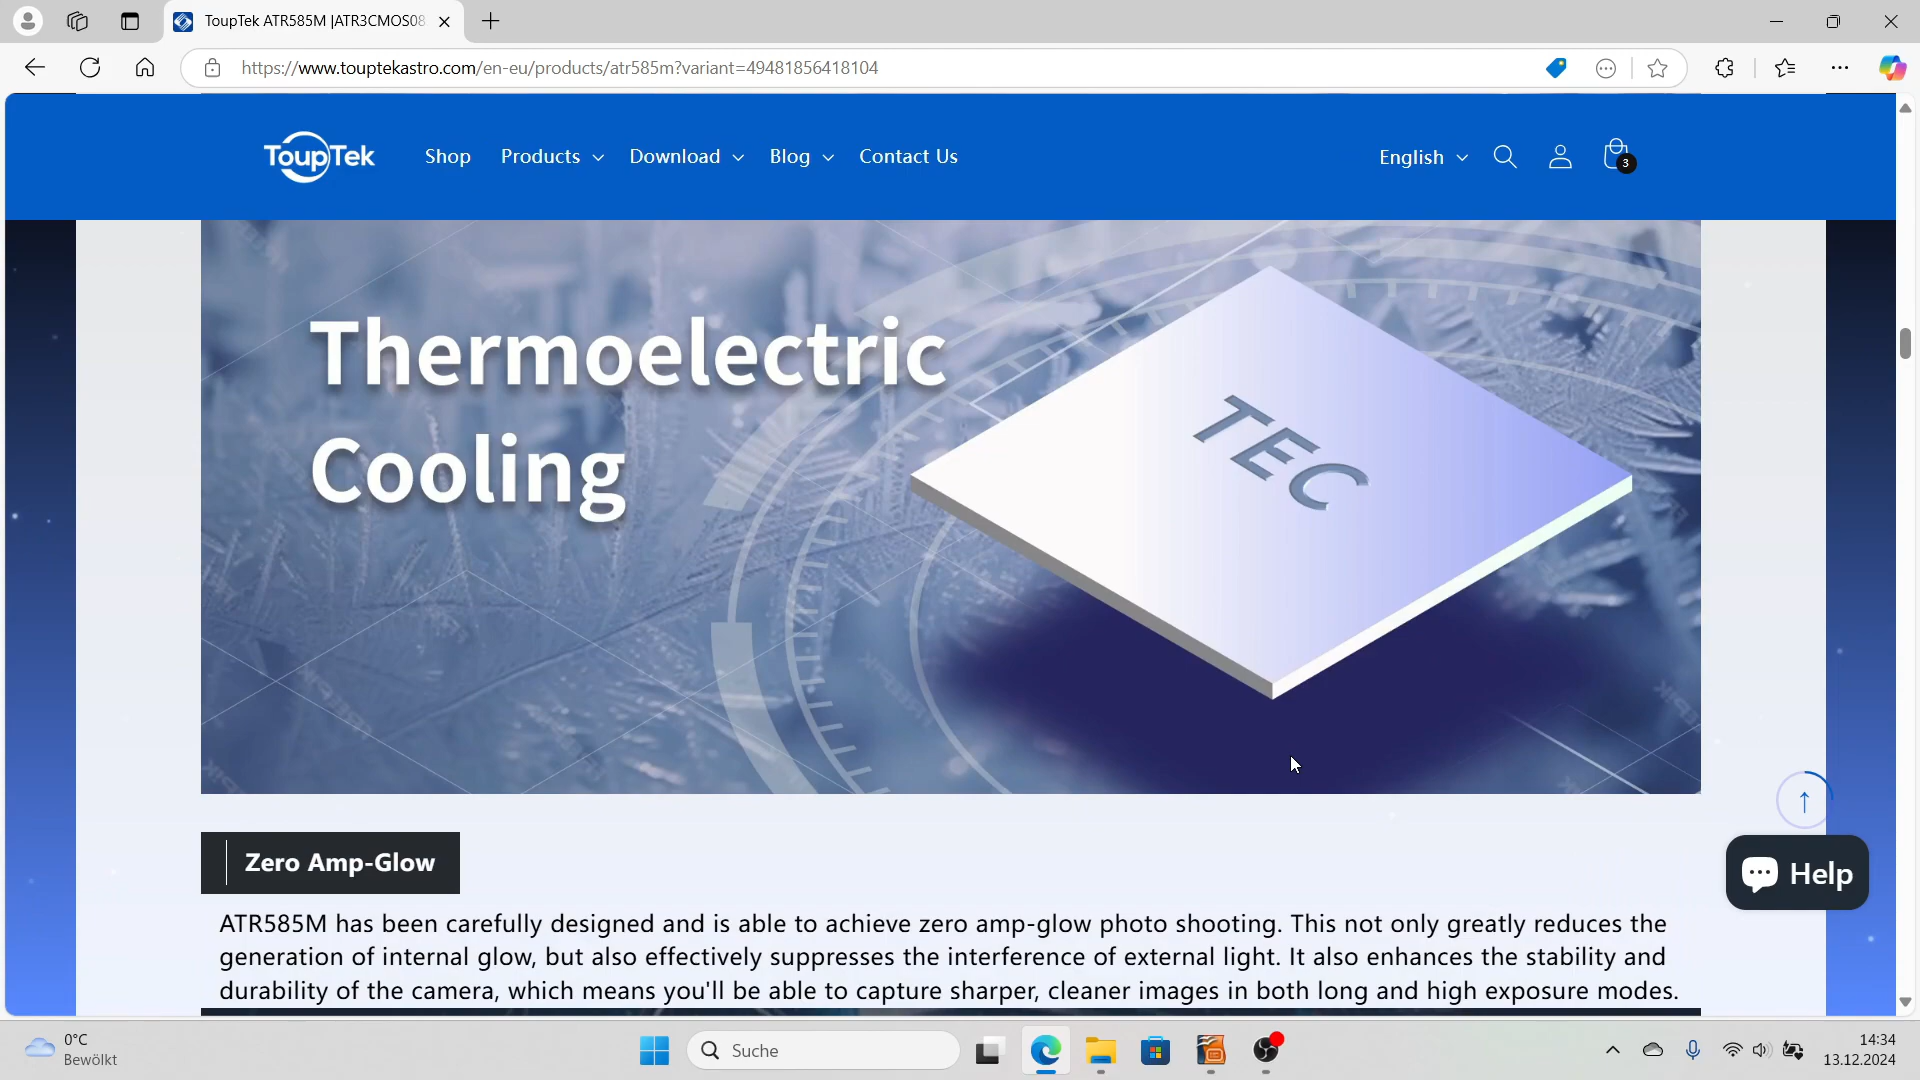 ToupTek ATR585M |ATR3CMOS08
https://www.touptekastro.com/en-eu/products/atr585m?variant=49481856418104
ToupTek
Shop
Products
Download
Blog
Contact Us
English
3
Thermoelectric
Cooling
TEC
Zero Amp-Glow
ATR585M has been carefully designed and is able to achieve zero amp-glow photo shooting. This not only greatly reduces the
generation of internal glow, but also effectively suppresses the interference of external light. It also enhances the stability and
durability of the camera, which means you'll be able to capture sharper, cleaner images in both long and high exposure modes.
Help
0°C
Bewölkt
Suche
14:34
13.12.2024